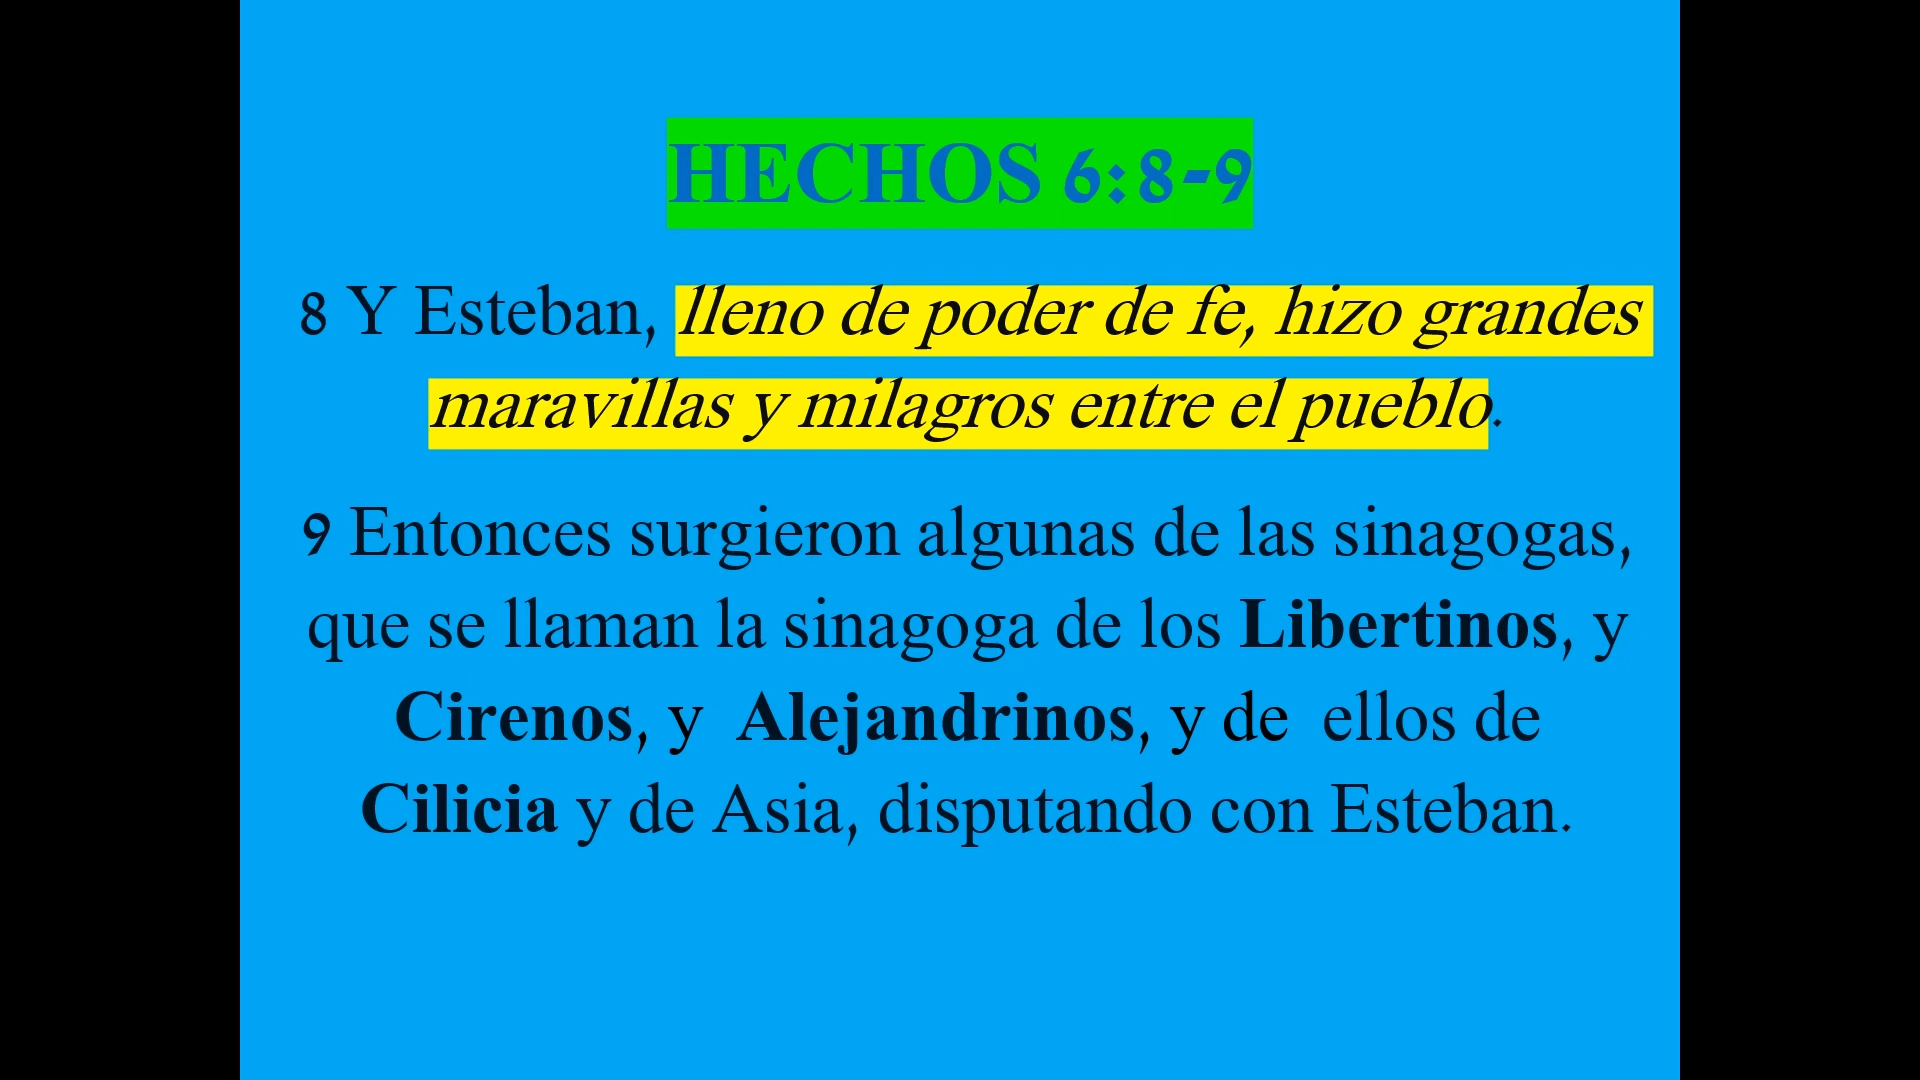 HECHOS 6:8-9
8 Y Esteban, lleno de poder de fe, hizo grandes
maravillas y milagros entre el pueblo.
9 Entonces surgieron algunas de las sinagogas,
que se llaman la sinagoga de los Libertinos, y
Cirenos, y Alejandrinos, y de ellos de
Cilicia y de Asia, disputando con Esteban.